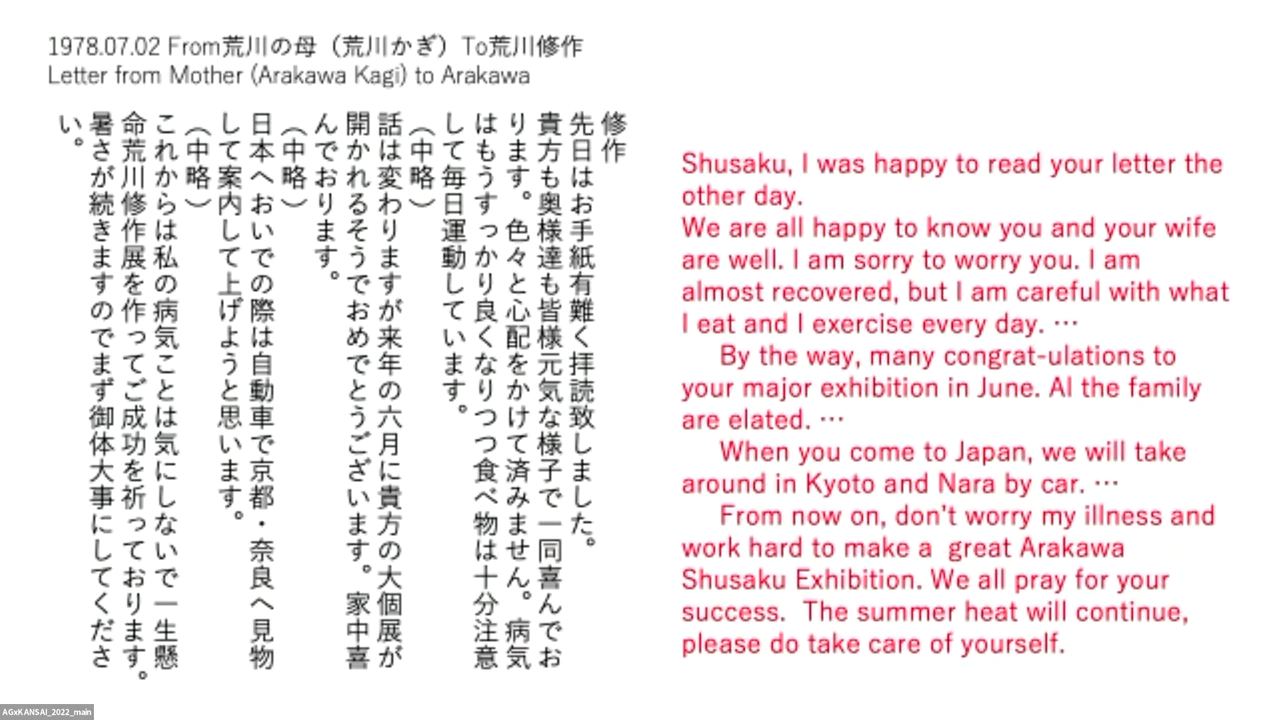 1978.07.02 From荒川の母（荒川かぎ）To荒川修作
Letter from Mother (Arakawa Kagi) to Arakawa
修作
先日はお手紙有難く拝読致しました。
貴方も奥様達も皆様元気な様子で一同喜んでお
ります。色々と心配をかけて済みません。病気
はもうすっかり良くなりつつ食べ物は十分注意
して毎日運動しています。
（中略）
話は変わりますが来年の六月に貴方の大個展が
開かれるそうでおめでとうございます。家中喜
んでおります。
（中略）
日本へおいでの際は自動車で京都・奈良へ見物
して案内して上げようと思います。
（中略）
これからは私の病気ことは気にしないで一生懸
命荒川修作展を作ってご成功を祈っております。
暑さが続きますのでまず御体大事にしてくださ
い。
Shusaku, I was happy to read your letter the
other day.
We are all happy to know you and your wife
are well. I am sorry to worry you. I am
almost recovered, but I am careful with what
I eat and I exercise every day. …
By the way, many congrat-ulations to
your major exhibition in June. Al the family
are elated. …
When you come to Japan, we will take
around in Kyoto and Nara by car. …
From now on, don't worry my illness and
work hard to make a  great Arakawa
Shusaku Exhibition. We all pray for your
success.  The summer heat will continue,
please do take care of yourself.
AGxKANSAI_2022_main